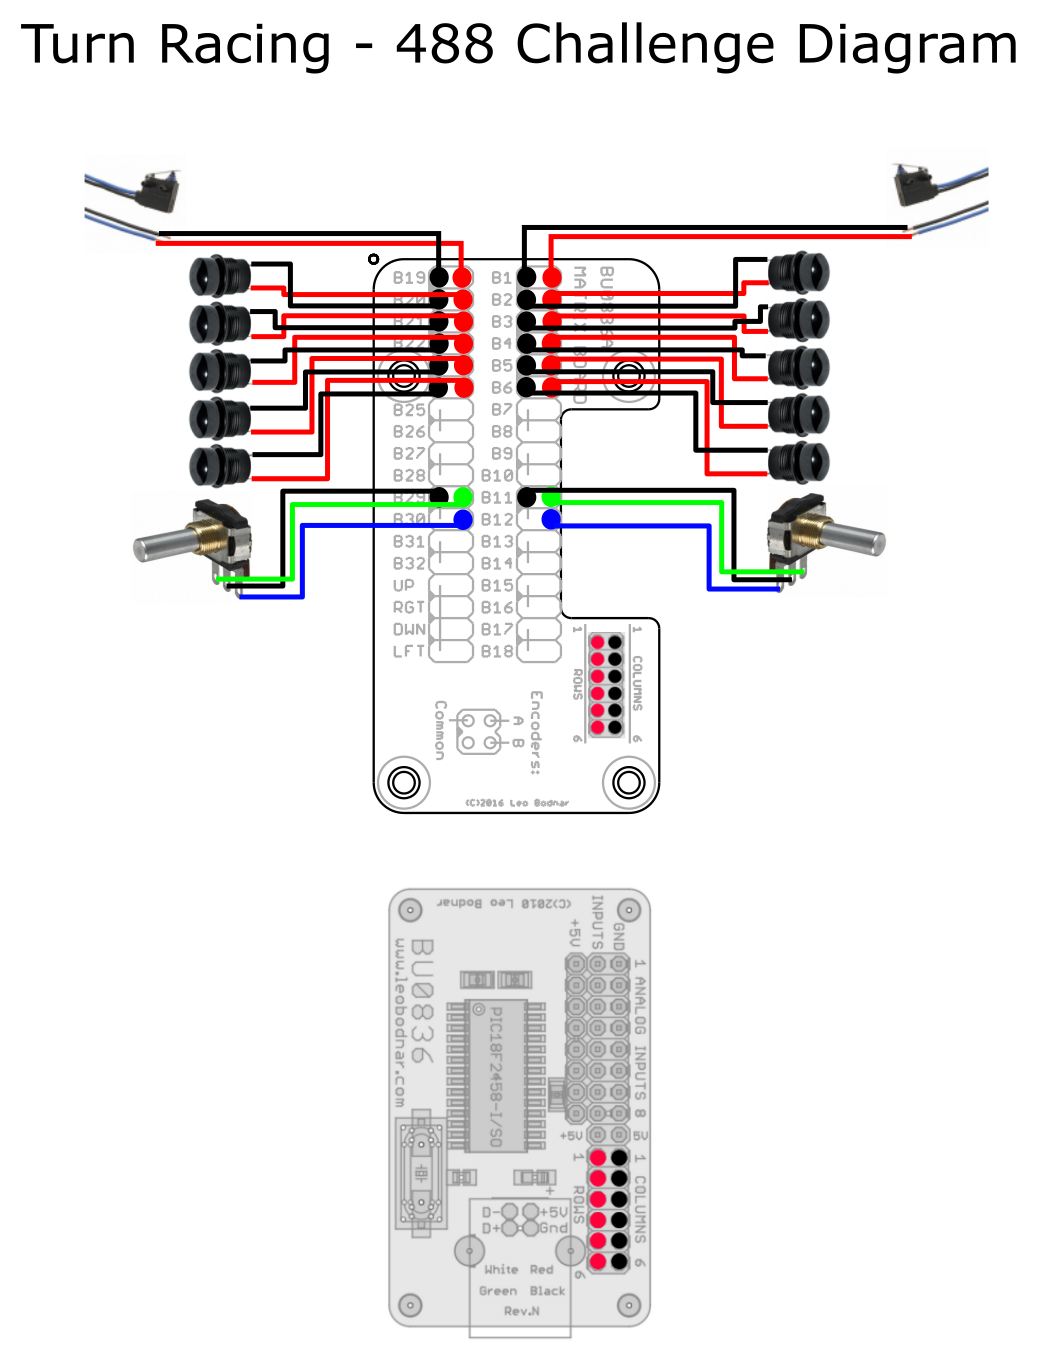 Turn Racing - 488 Challenge Diagram
B19
B20
B21
B22
B25
B26
B27
B28
B29
B30
B31
B32
UP
RGT
DWN
LFT
B1
B2
B3
B4
B5
B6
B7
B8
B9
B10
B11
B12
B13
B14
B15
B16
B17
B18
BU0836A
MATRIX BOARD
1 ROWS 6
1 COLUMNS 6
Encoders:
A
B
Common
(C)2016 Leo Bodnar
(C)2010 Leo Bodnar
BU0836
www.leobodnar.com
+5V
INPUTS
GND
1 ANALOG INPUTS 8
PIC18F2458-I/SO
+5V 5V
1 ROWS 6
1 COLUMNS 6
+
D- +5V
D+ Gnd
White Red
Green Black
Rev.N